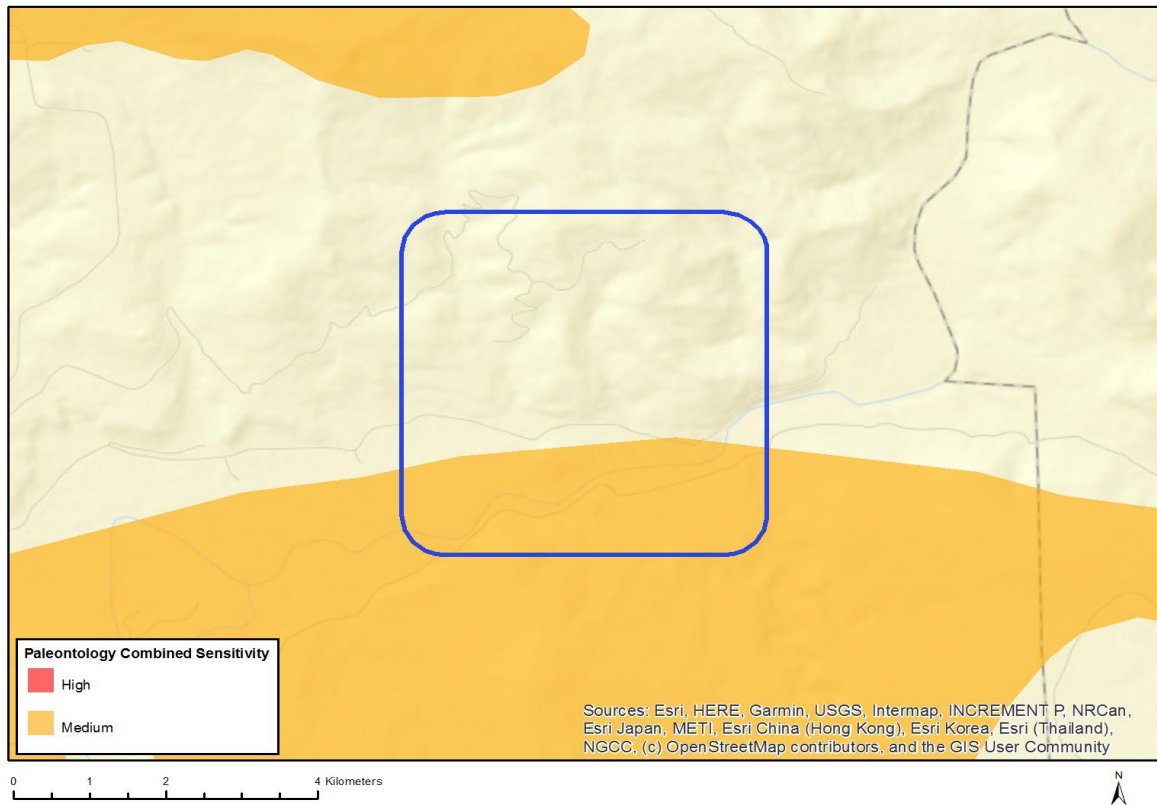 Paleontology Combined Sensitivity
High
Medium
Sources: Esri, HERE, Garmin, USGS, Intermap, INCREMENT P, NRCan,
Esri Japan, METI, Esri China (Hong Kong), Esri Korea, Esri (Thailand),
NGCC, (c) OpenStreetMap contributors, and the GIS User Community
0 1 2 4 Kilometers
N